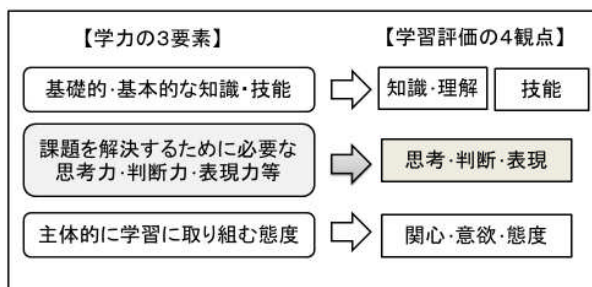 【学力の3要素】
【学習評価の4観点】
基礎的・基本的な知識・技能
知識・理解
技能
課題を解決するために必要な
思考力・判断力・表現力等
思考・判断・表現
主体的に学習に取り組む態度
関心・意欲・態度